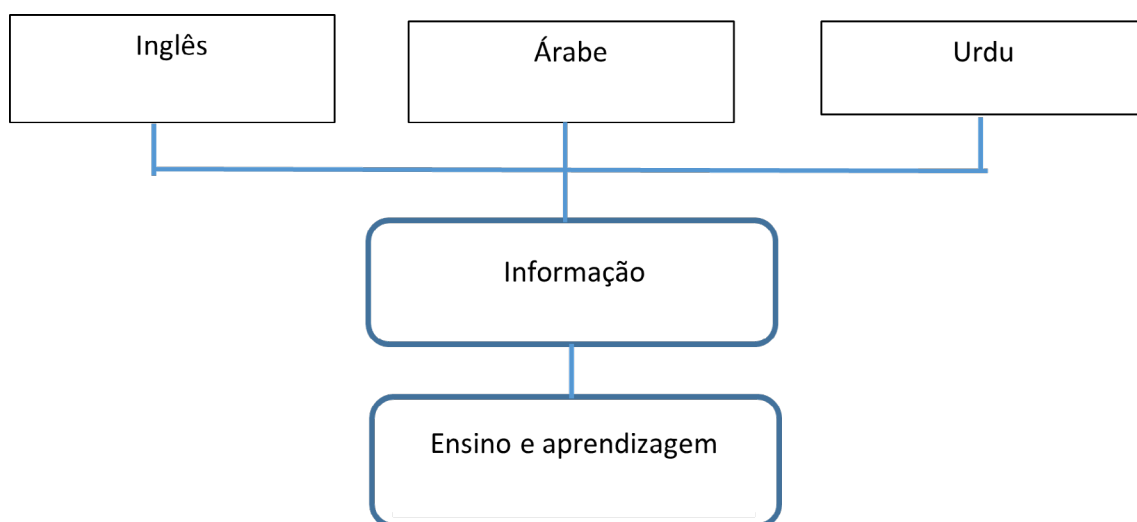 Inglês
Árabe
Urdu
Informação
Ensino e aprendizagem